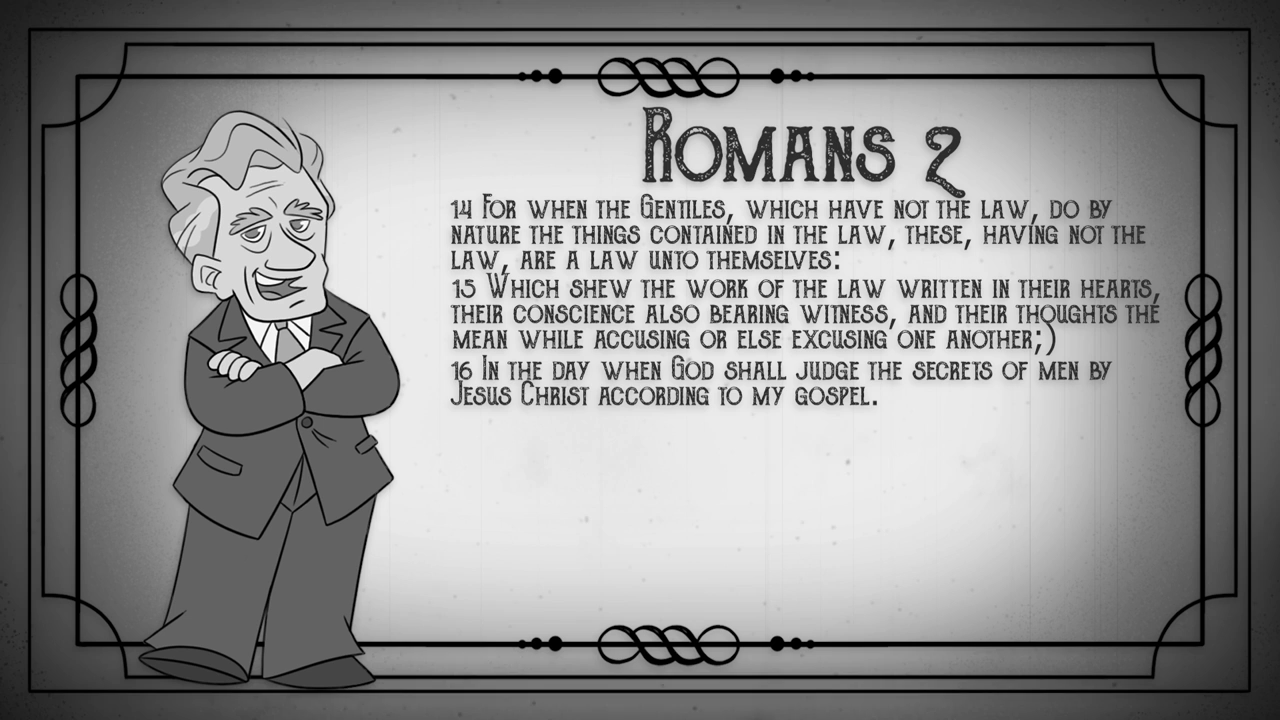 Romans 2
14 For when the Gentiles, which have not the law, do by
nature the things contained in the law, these, having not the
law, are a law unto themselves:
15 Which shew the work of the law written in their hearts,
their conscience also bearing witness, and their thoughts the
mean while accusing or else excusing one another;)
16 In the day when God shall judge the secrets of men by
Jesus Christ according to my gospel.